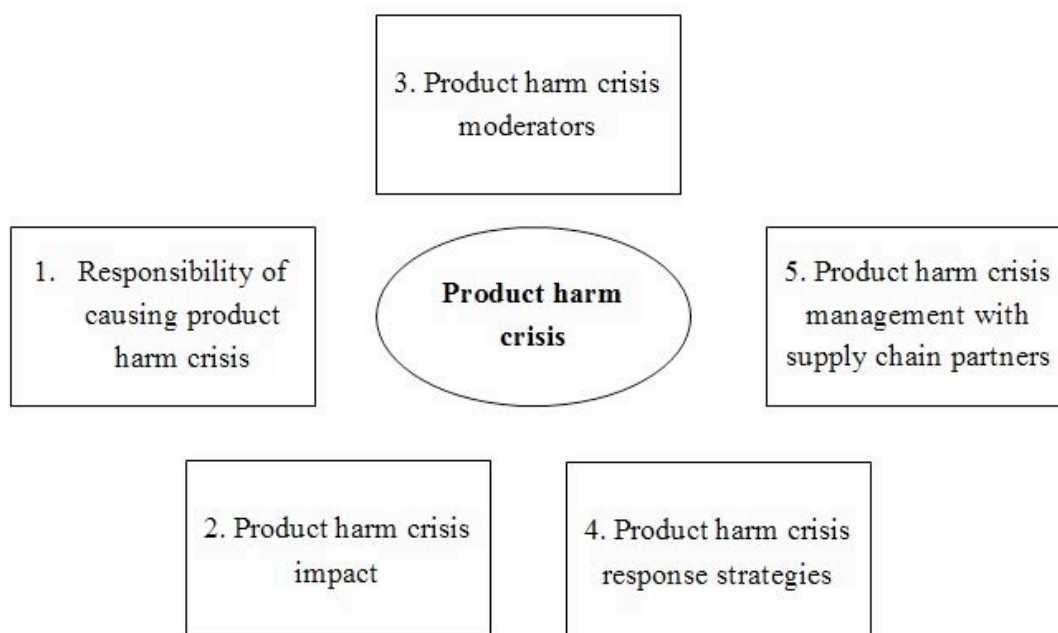 3. Product harm crisis
moderators
1. Responsibility of
causing product
harm crisis
Product harm
crisis
5. Product harm crisis
management with
supply chain partners
2. Product harm crisis
impact
4. Product harm crisis
response strategies